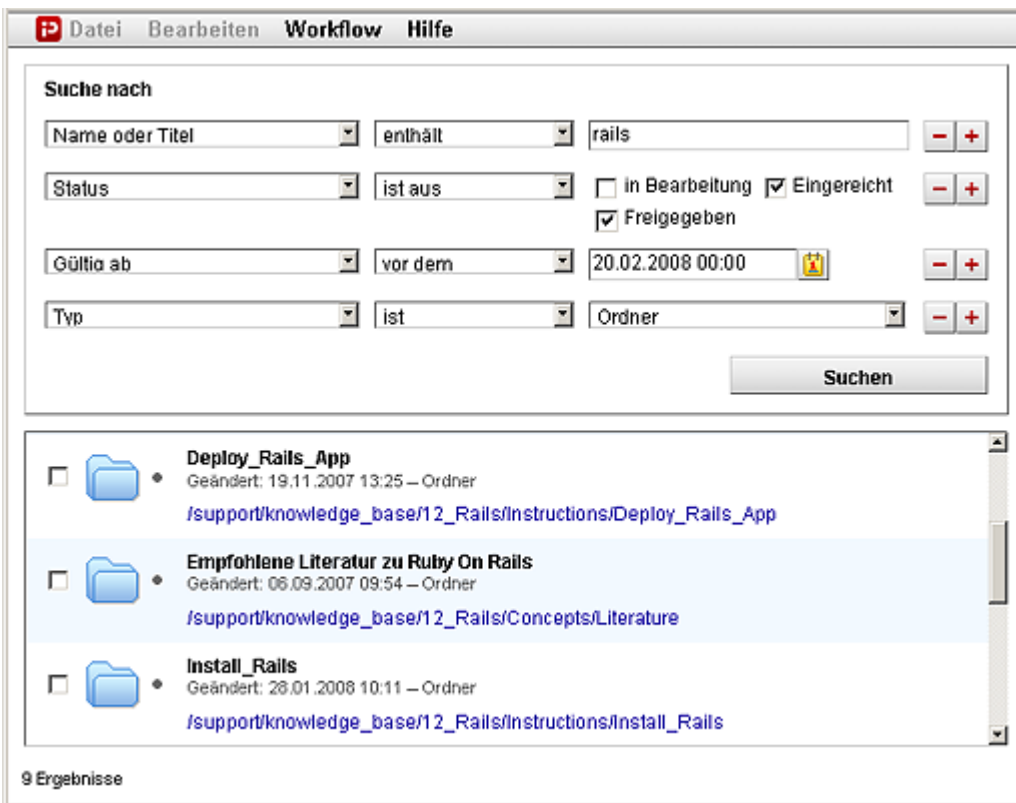 Datei Bearbeiten Workflow Hilfe
Suche nach
Name oder Titel enthält rails
Status ist aus in Bearbeitung Eingereicht
Freigegeben
Gültig ab vor dem 20.02.2008 00:00
Typ ist Ordner
Suchen
Deploy_Rails_App
Geändert: 19.11.2007 13:25 – Ordner
/support/knowledge_base/12_Rails/Instructions/Deploy_Rails_App
Empfohlene Literatur zu Ruby On Rails
Geändert: 06.09.2007 09:54 – Ordner
/support/knowledge_base/12_Rails/Concepts/Literature
Install_Rails
Geändert: 28.01.2008 10:11 – Ordner
/support/knowledge_base/12_Rails/Instructions/Install_Rails
9 Ergebnisse